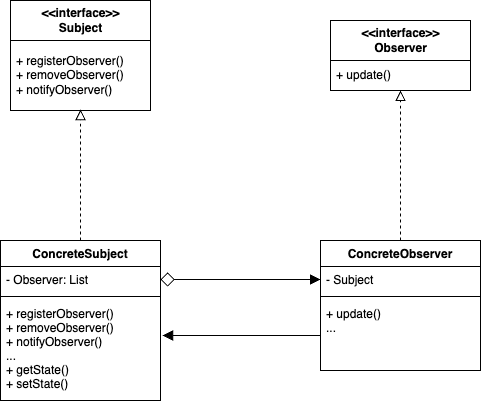 <<interface>>
Subject
+ registerObserver()
+ removeObserver()
+ notifyObserver()
<<interface>>
Observer
+ update()
ConcreteSubject
- Observer: List
+ registerObserver()
+ removeObserver()
+ notifyObserver()
...
+ getState()
+ setState()
ConcreteObserver
- Subject
+ update()
...